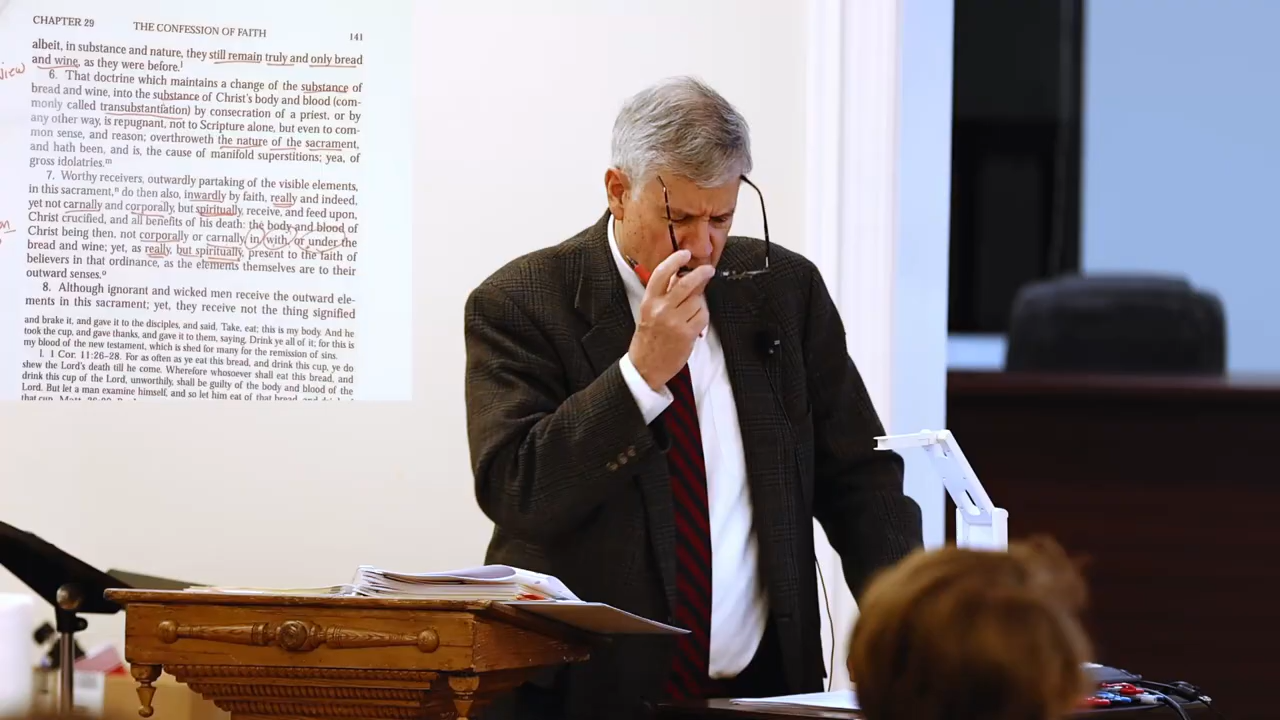 CHAPTER 29 THE CONFESSION OF FAITH 141
albeit, in substance and nature, they still remain truly and only bread
and wine, as they were before.l
view
6. That doctrine which maintains a change of the substance of
bread and wine, into the substance of Christ's body and blood (com-
monly called transubstantiation) by consecration of a priest, or by
any other way, is repugnant, not to Scripture alone, but even to com-
mon sense, and reason; overthroweth the nature of the sacrament,
and hath been, and is, the cause of manifold superstitions; yea, of
gross idolatries.m
7. Worthy receivers, outwardly partaking of the visible elements,
in this sacrament,n do then also, inwardly by faith, really and indeed,
yet not carnally and corporally, but spiritually, receive, and feed upon,
Christ crucified, and all benefits of his death: the body and blood of
Christ being then, not corporally or carnally, in, with, or under the
bread and wine; yet, as really, but spiritually, present to the faith of
believers in that ordinance, as the elements themselves are to their
outward senses.o
8. Although ignorant and wicked men receive the outward ele-
ments in this sacrament; yet, they receive not the thing signified
and brake it, and gave it to the disciples, and said, Take, eat; this is my body. And he
took the cup, and gave thanks, and gave it to them, saying, Drink ye all of it; for this is
my blood of the new testament, which is shed for many for the remission of sins.
l. 1 Cor. 11:26-28. For as often as ye eat this bread, and drink this cup, ye do
shew the Lord's death till he come. Wherefore whosoever shall eat this bread, and
drink this cup of the Lord, unworthily, shall be guilty of the body and blood of the
Lord. But let a man examine himself, and so let him eat of that bread, and drink of
that cup.